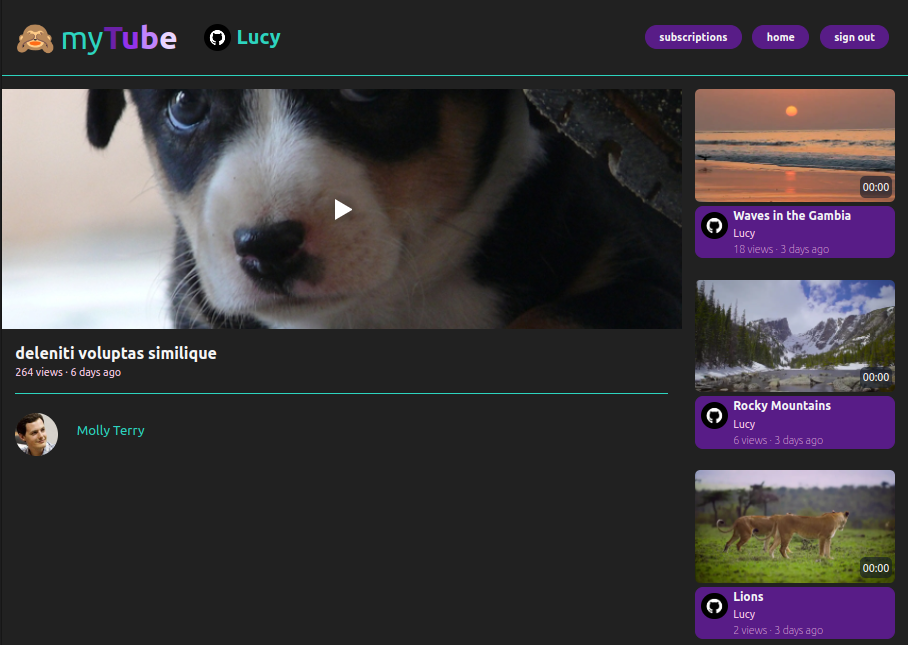 myTube
Lucy
subscriptions
home
sign out
deleniti voluptas similique
264 views · 6 days ago
Molly Terry
00:00
Waves in the Gambia
Lucy
18 views · 3 days ago
00:00
Rocky Mountains
Lucy
6 views · 3 days ago
00:00
Lions
Lucy
2 views · 3 days ago